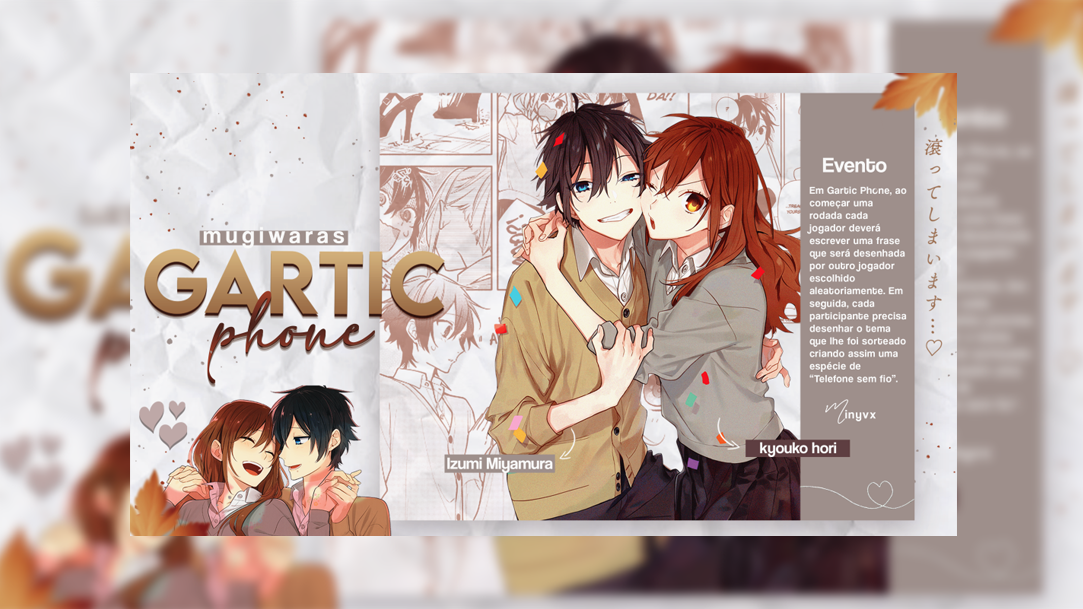 mugiwaras
GARTIC
phone
DA!!
Izumi Miyamura
kyouko hori
Evento
Em Gartic Phone, ao
começar uma
rodada cada
jogador deverá
escrever uma frase
que será desenhada
por outro jogador
escolhido
aleatoriamente. Em
seguida, cada
participante precisa
desenhar o tema
que lhe foi sorteado
criando assim uma
espécie de
“Telefone sem fio”.
Minyvx
滾ってしまいます…♡